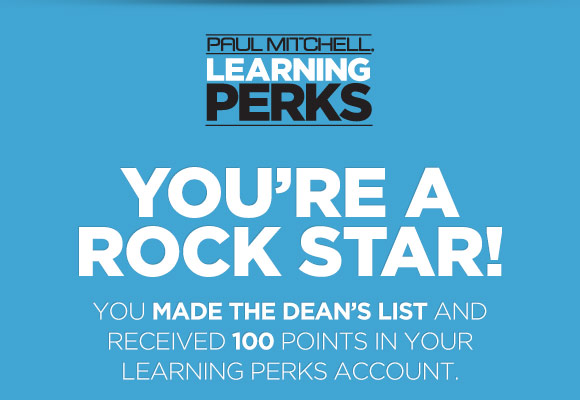 PAUL MITCHELL.
LEARNING
PERKS
YOU'RE A
ROCK STAR!
YOU MADE THE DEAN'S LIST AND
RECEIVED 100 POINTS IN YOUR
LEARNING PERKS ACCOUNT.